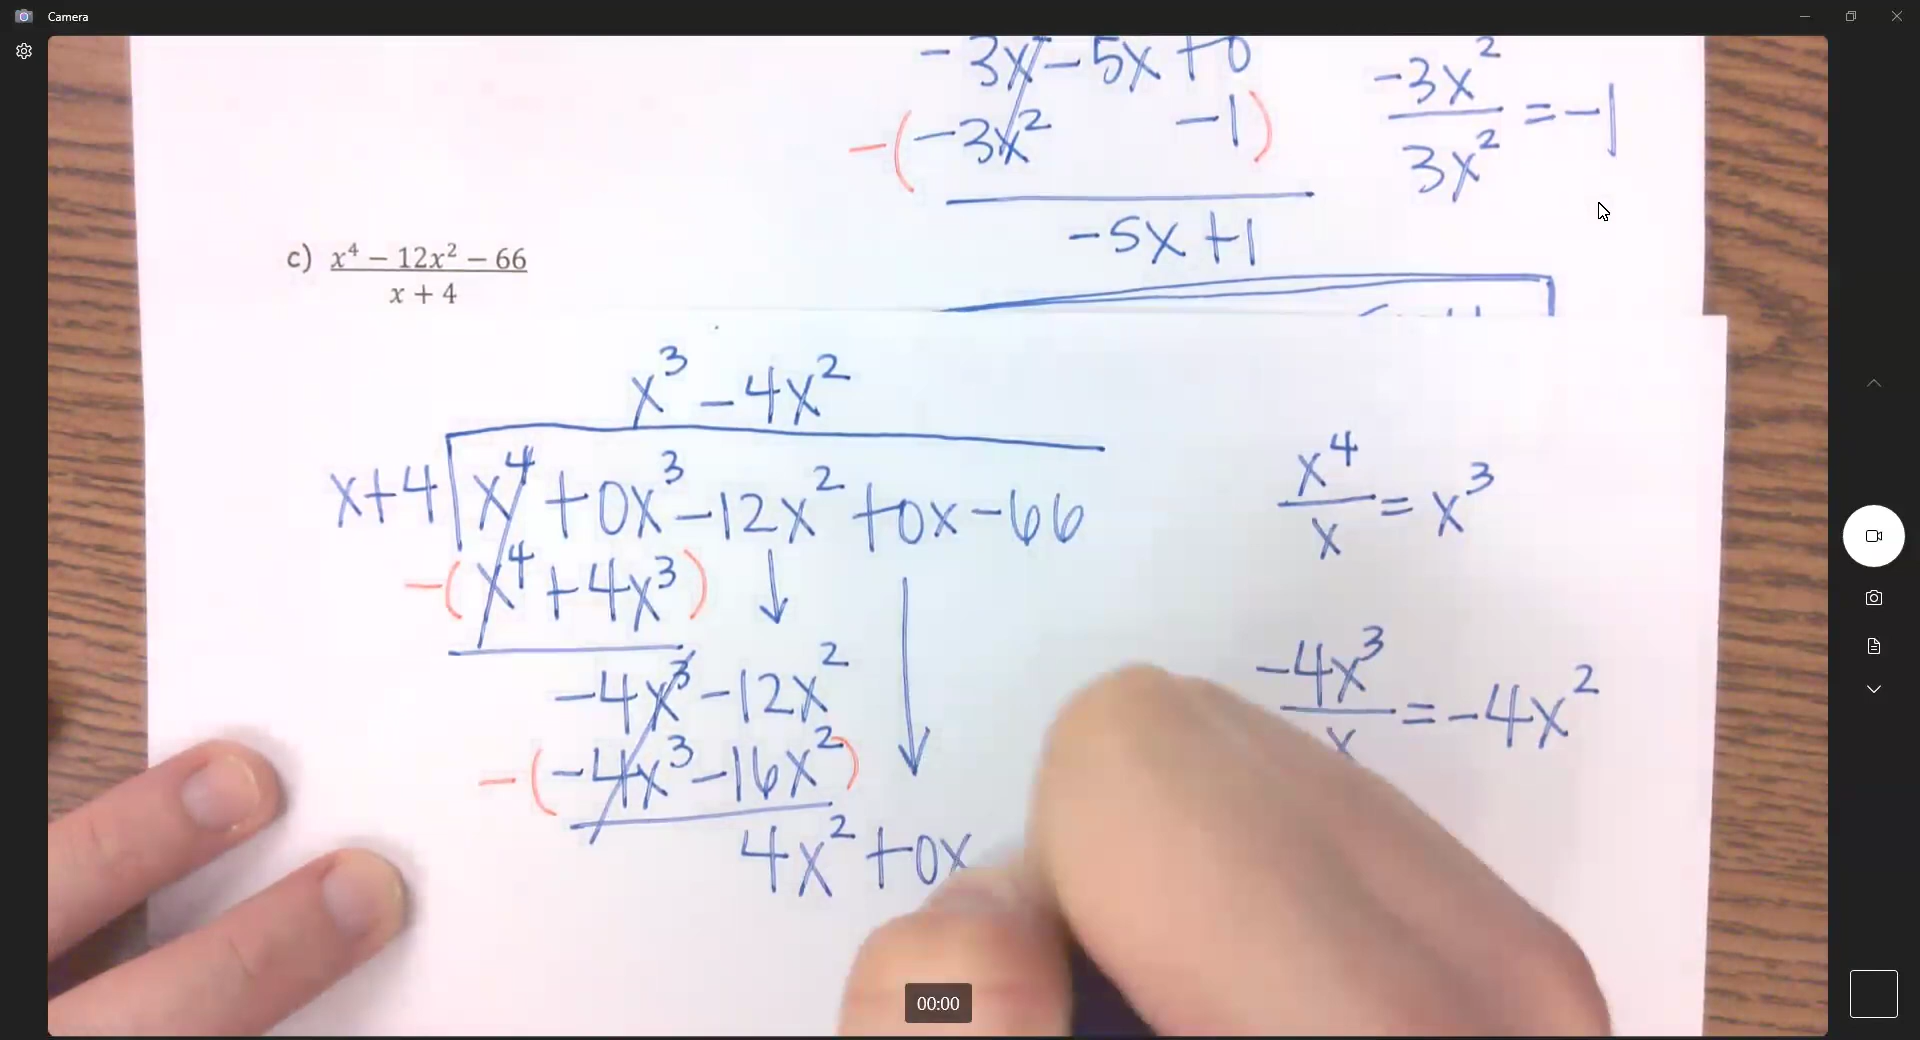 Camera
-3x² - 5x + 0
-(-3x² -1)
-5x + 1
-3x²/3x² = -1
c) x⁴ − 12x² − 66
x + 4
x³ - 4x²
x+4 x⁴ + 0x³ - 12x² + 0x - 66
-(x⁴ + 4x³)
-4x³ - 12x²
-(-4x³ - 16x²)
4x² + 0x
x⁴/x = x³
-4x³/x = -4x²
00:00